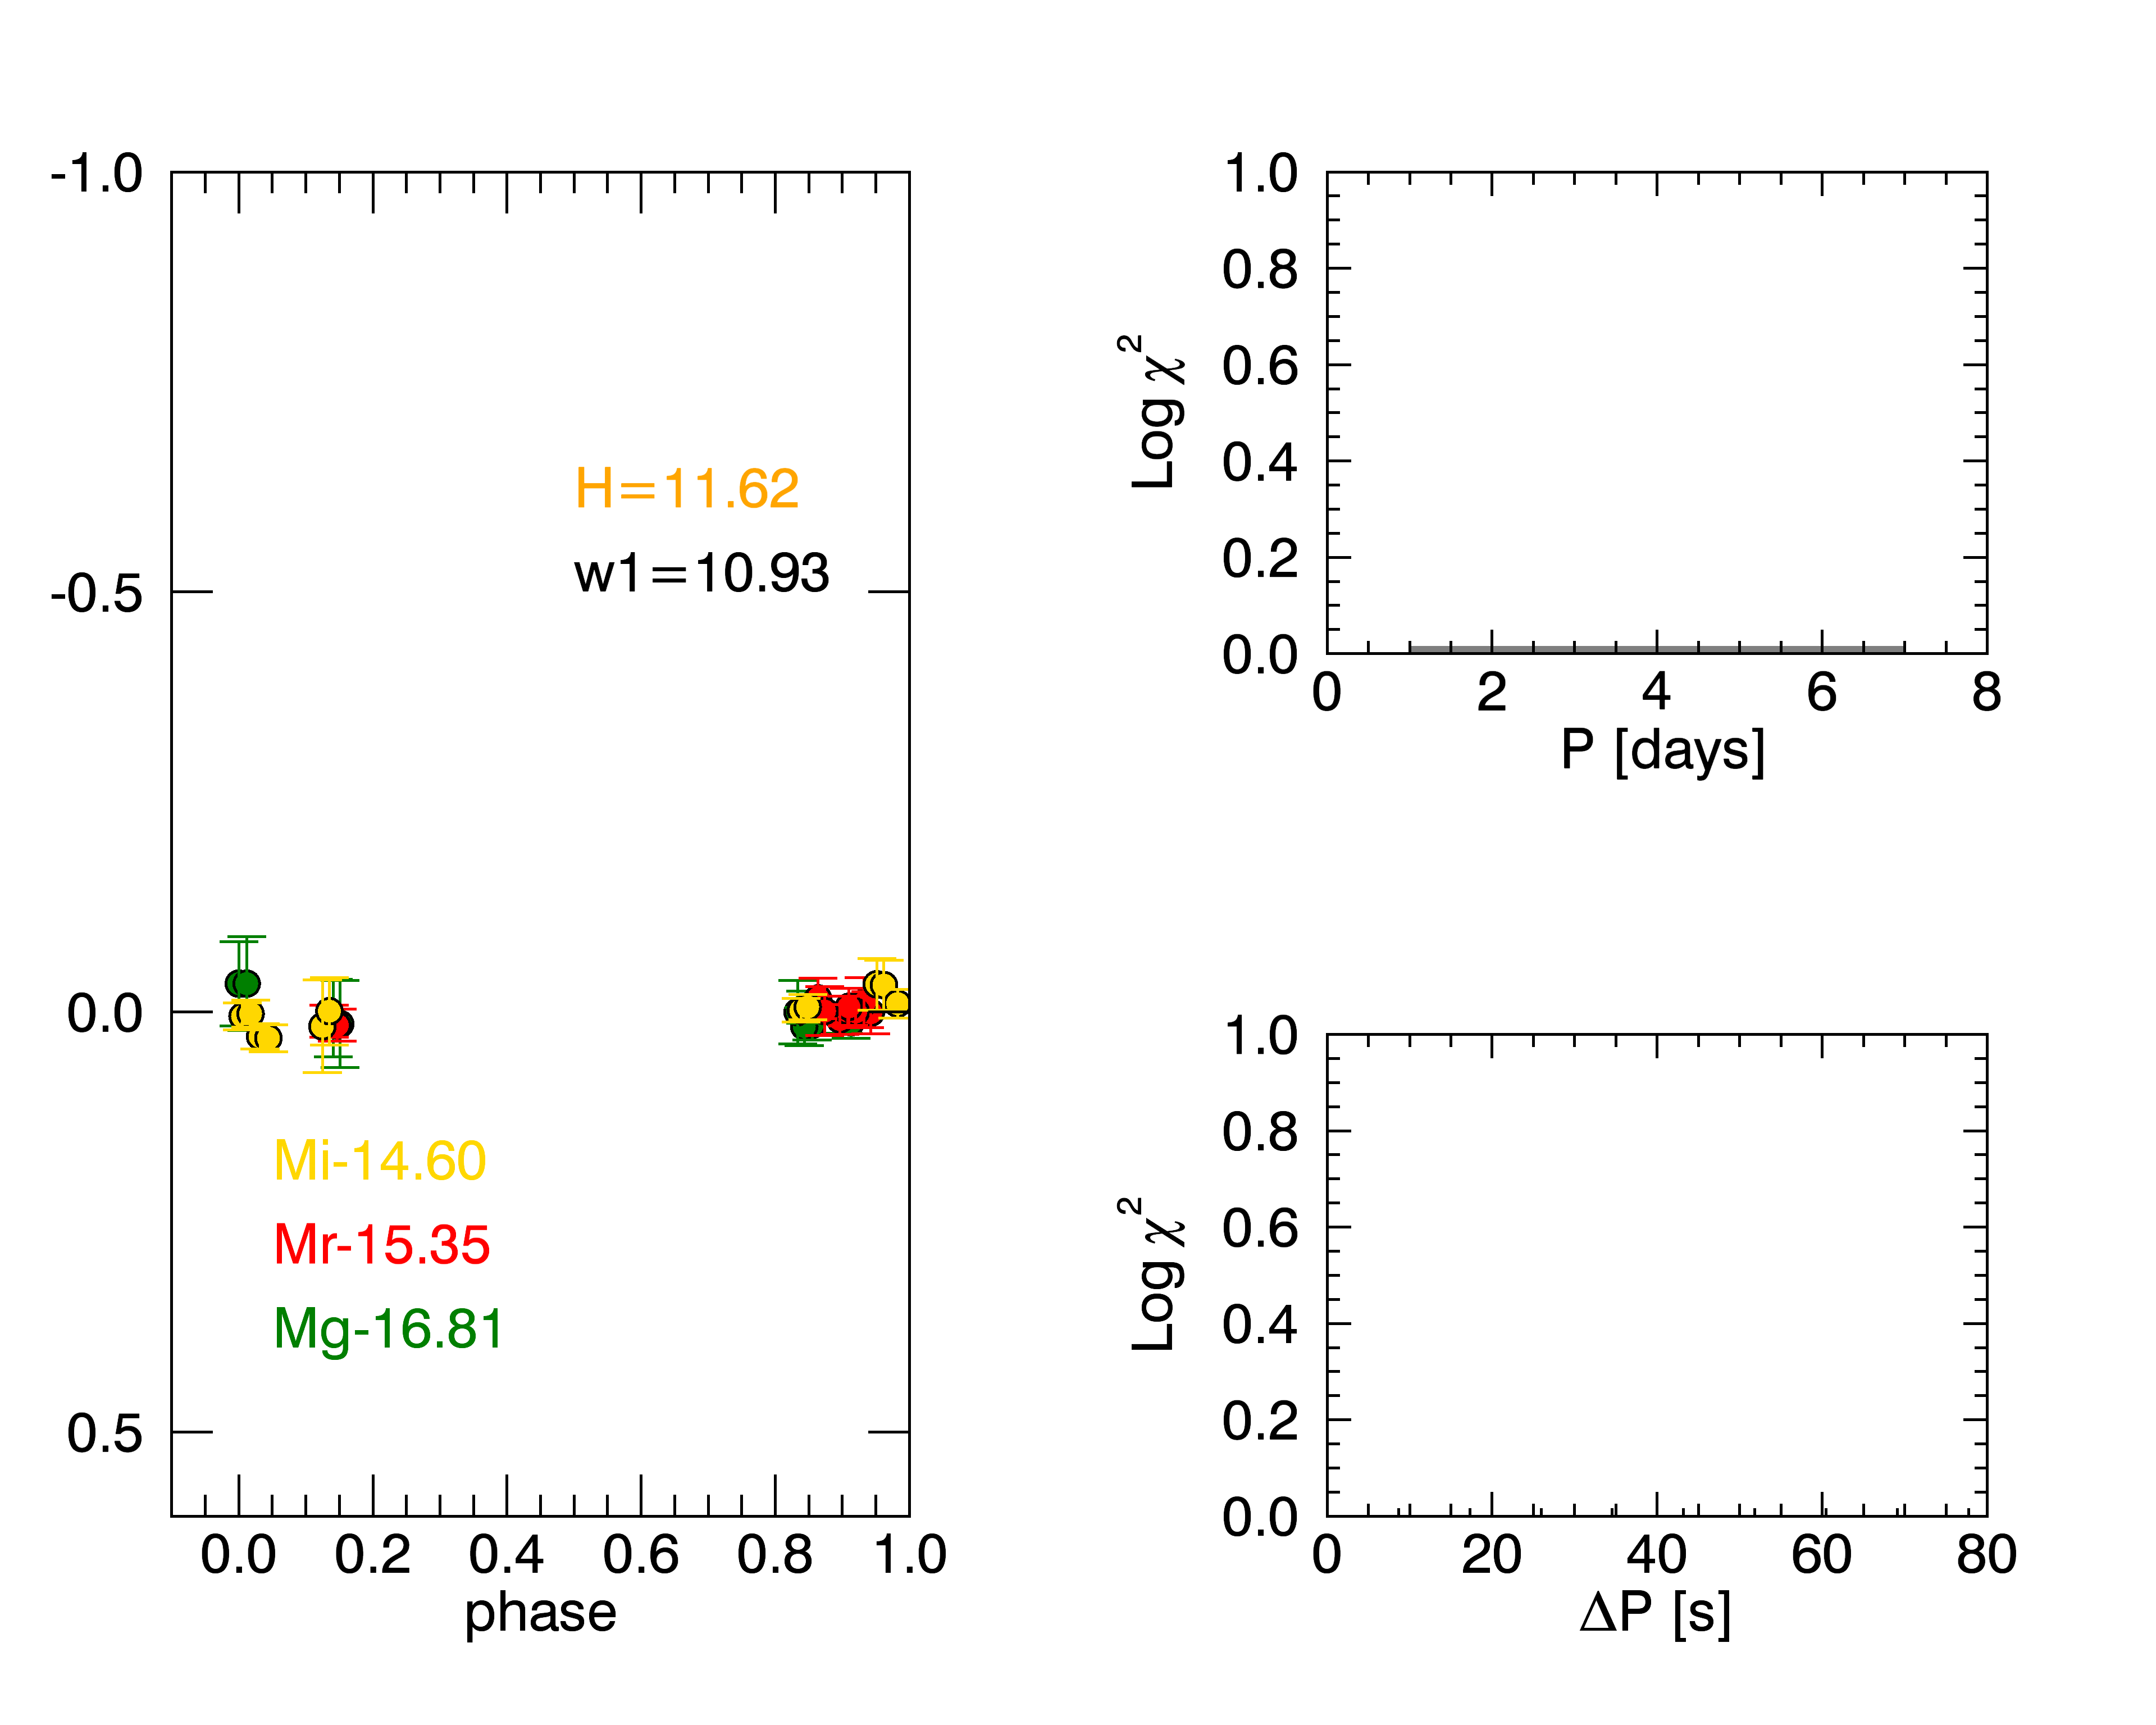 -1.0
-0.5
0.0
0.5
H=11.62
w1=10.93
Mi-14.60
Mr-15.35
Mg-16.81
0.0 0.2 0.4 0.6 0.8 1.0
phase
1.0
0.8
0.6
0.4
0.2
0.0
Log χ²
0 2 4 6 8
P [days]
1.0
0.8
0.6
0.4
0.2
0.0
Log χ²
0 20 40 60 80
ΔP [s]